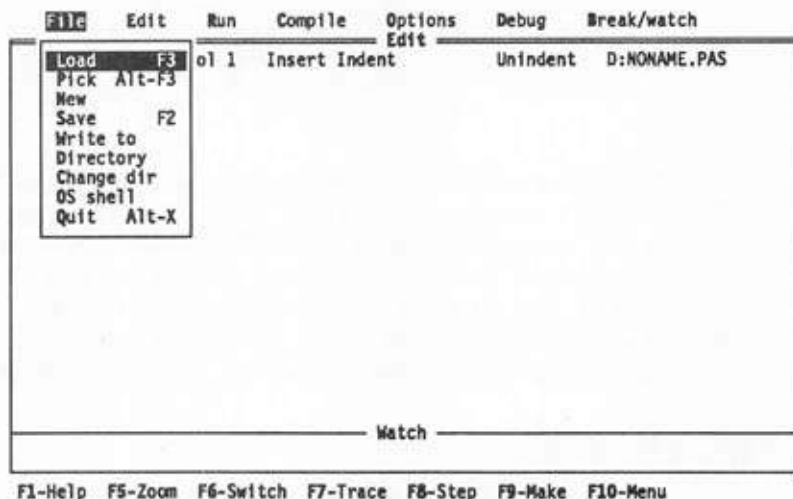 File Edit Run Compile Options Debug Break/watch
Edit
Load F3 ol 1 Insert Indent Unindent D:NONAME.PAS
Pick Alt-F3
New
Save F2
Write to
Directory
Change dir
OS shell
Quit Alt-X
Watch
F1-Help F5-Zoom F6-Switch F7-Trace F8-Step F9-Make F10-Menu